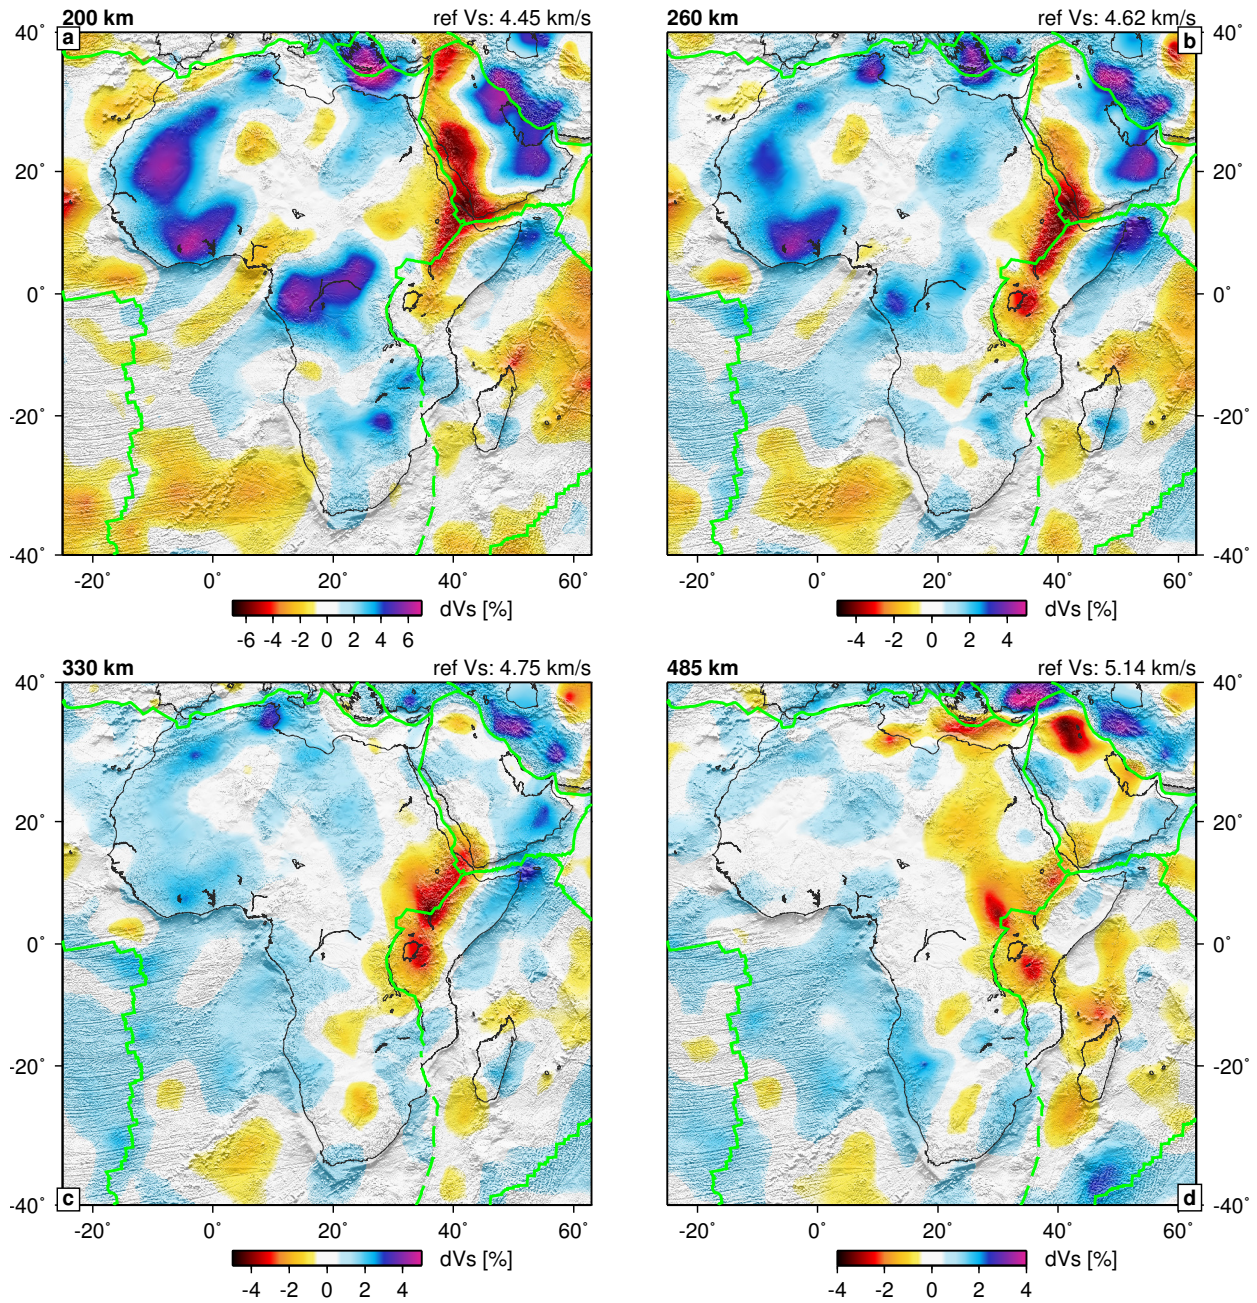 200 km ref Vs: 4.45 km/s
260 km ref Vs: 4.62 km/s
40˚ a b 40˚
20˚ 20˚
0˚ 0˚
-20˚ -20˚
-40˚ -40˚
-20˚ 0˚ 20˚ 40˚ 60˚
-20˚ 0˚ 20˚ 40˚ 60˚
dVs [%]
-6 -4 -2 0 2 4 6
dVs [%]
-4 -2 0 2 4
330 km ref Vs: 4.75 km/s
485 km ref Vs: 5.14 km/s
40˚ 40˚
20˚ 20˚
0˚ 0˚
-20˚ -20˚
-40˚ c d -40˚
-20˚ 0˚ 20˚ 40˚ 60˚
-20˚ 0˚ 20˚ 40˚ 60˚
dVs [%]
-4 -2 0 2 4
dVs [%]
-4 -2 0 2 4